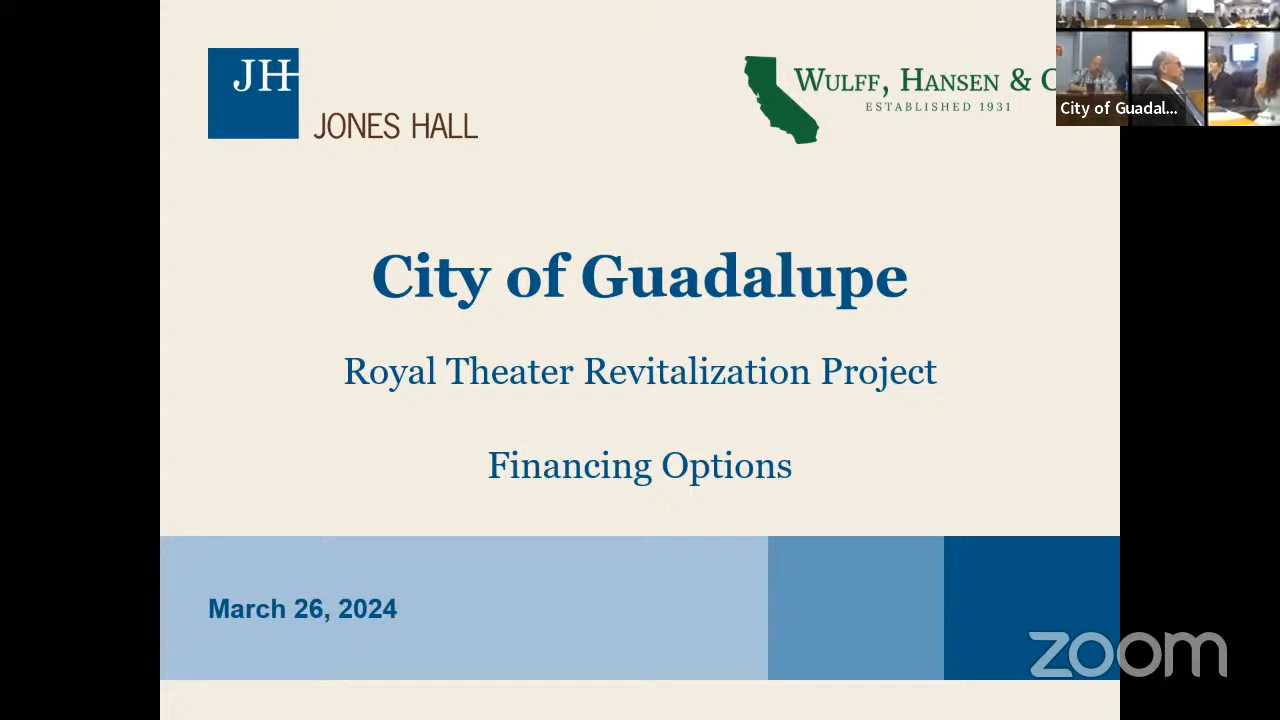 JH
JONES HALL
WULFF, HANSEN & C
ESTABLISHED 1931
City of Guadal...
City of Guadalupe
Royal Theater Revitalization Project
Financing Options
March 26, 2024
zoom